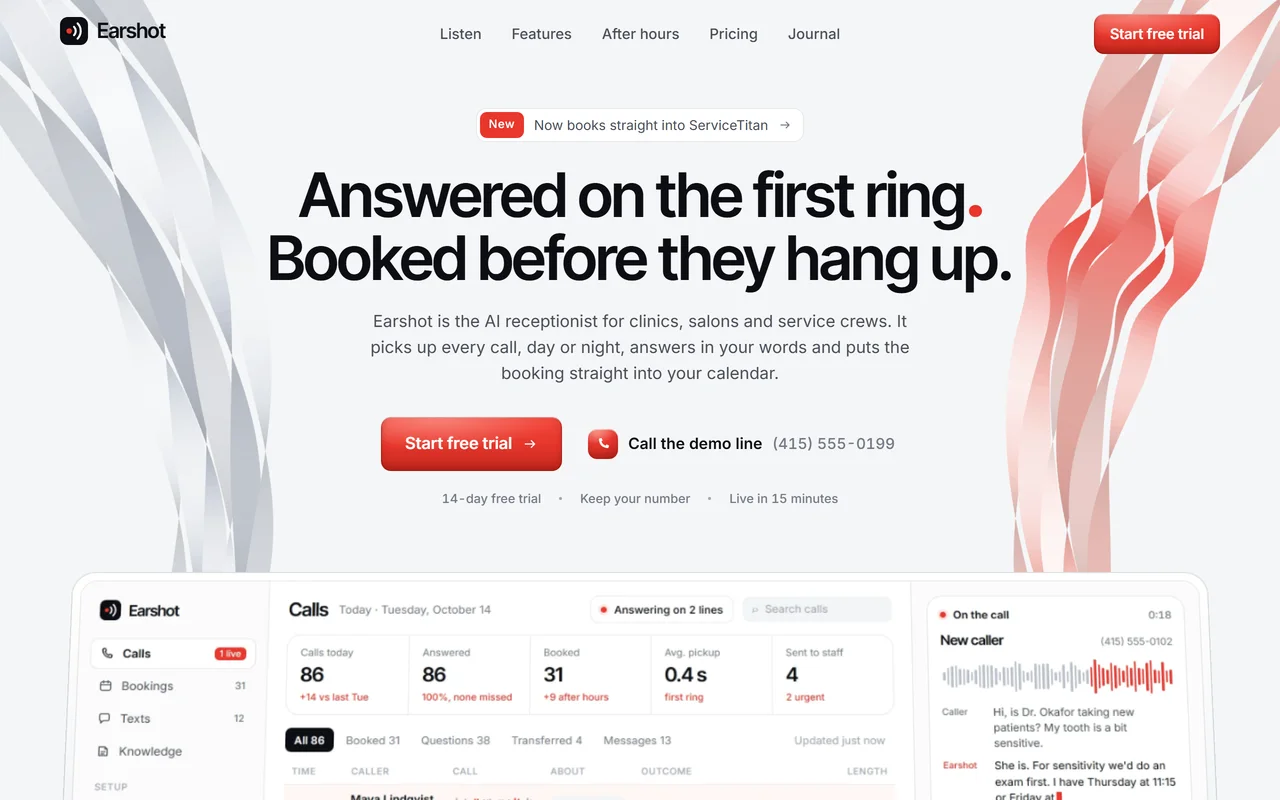 Earshot
Listen
Features
After hours
Pricing
Journal
Start free trial
New
Now books straight into ServiceTitan →
Answered on the first ring.
Booked before they hang up.
Earshot is the AI receptionist for clinics, salons and service crews. It
picks up every call, day or night, answers in your words and puts the
booking straight into your calendar.
Start free trial →
Call the demo line (415) 555-0199
14-day free trial • Keep your number • Live in 15 minutes
Earshot
Calls
1 live
Bookings 31
Texts 12
Knowledge
SETUP
Calls
Today · Tuesday, October 14
Answering on 2 lines
Search calls
Calls today
86
+14 vs last Tue
Answered
86
100%, none missed
Booked
31
+9 after hours
Avg. pickup
0.4 s
first ring
Sent to staff
4
2 urgent
All 86
Booked 31
Questions 38
Transferred 4
Messages 13
Updated just now
TIME
CALLER
CALL
ABOUT
OUTCOME
LENGTH
Maya Lindqvist
On the call
0:18
New caller
(415) 555-0102
Caller
Hi, is Dr. Okafor taking new
patients? My tooth is a bit
sensitive.
Earshot
She is. For sensitivity we'd do an
exam first. I have Thursday at 11:15
or Friday at